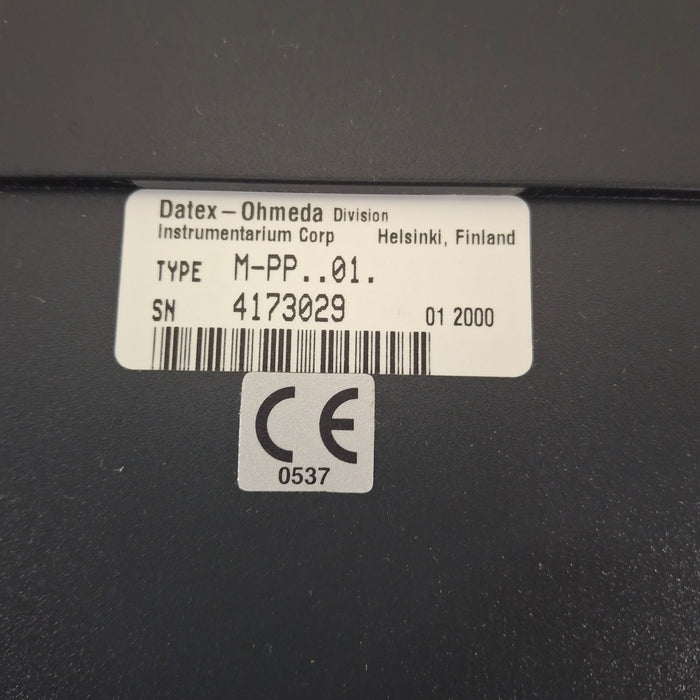 Datex-Ohmeda Division
Instrumentarium Corp Helsinki, Finland
TYPE M-PP..01.
SN 4173029 01 2000
CE
0537